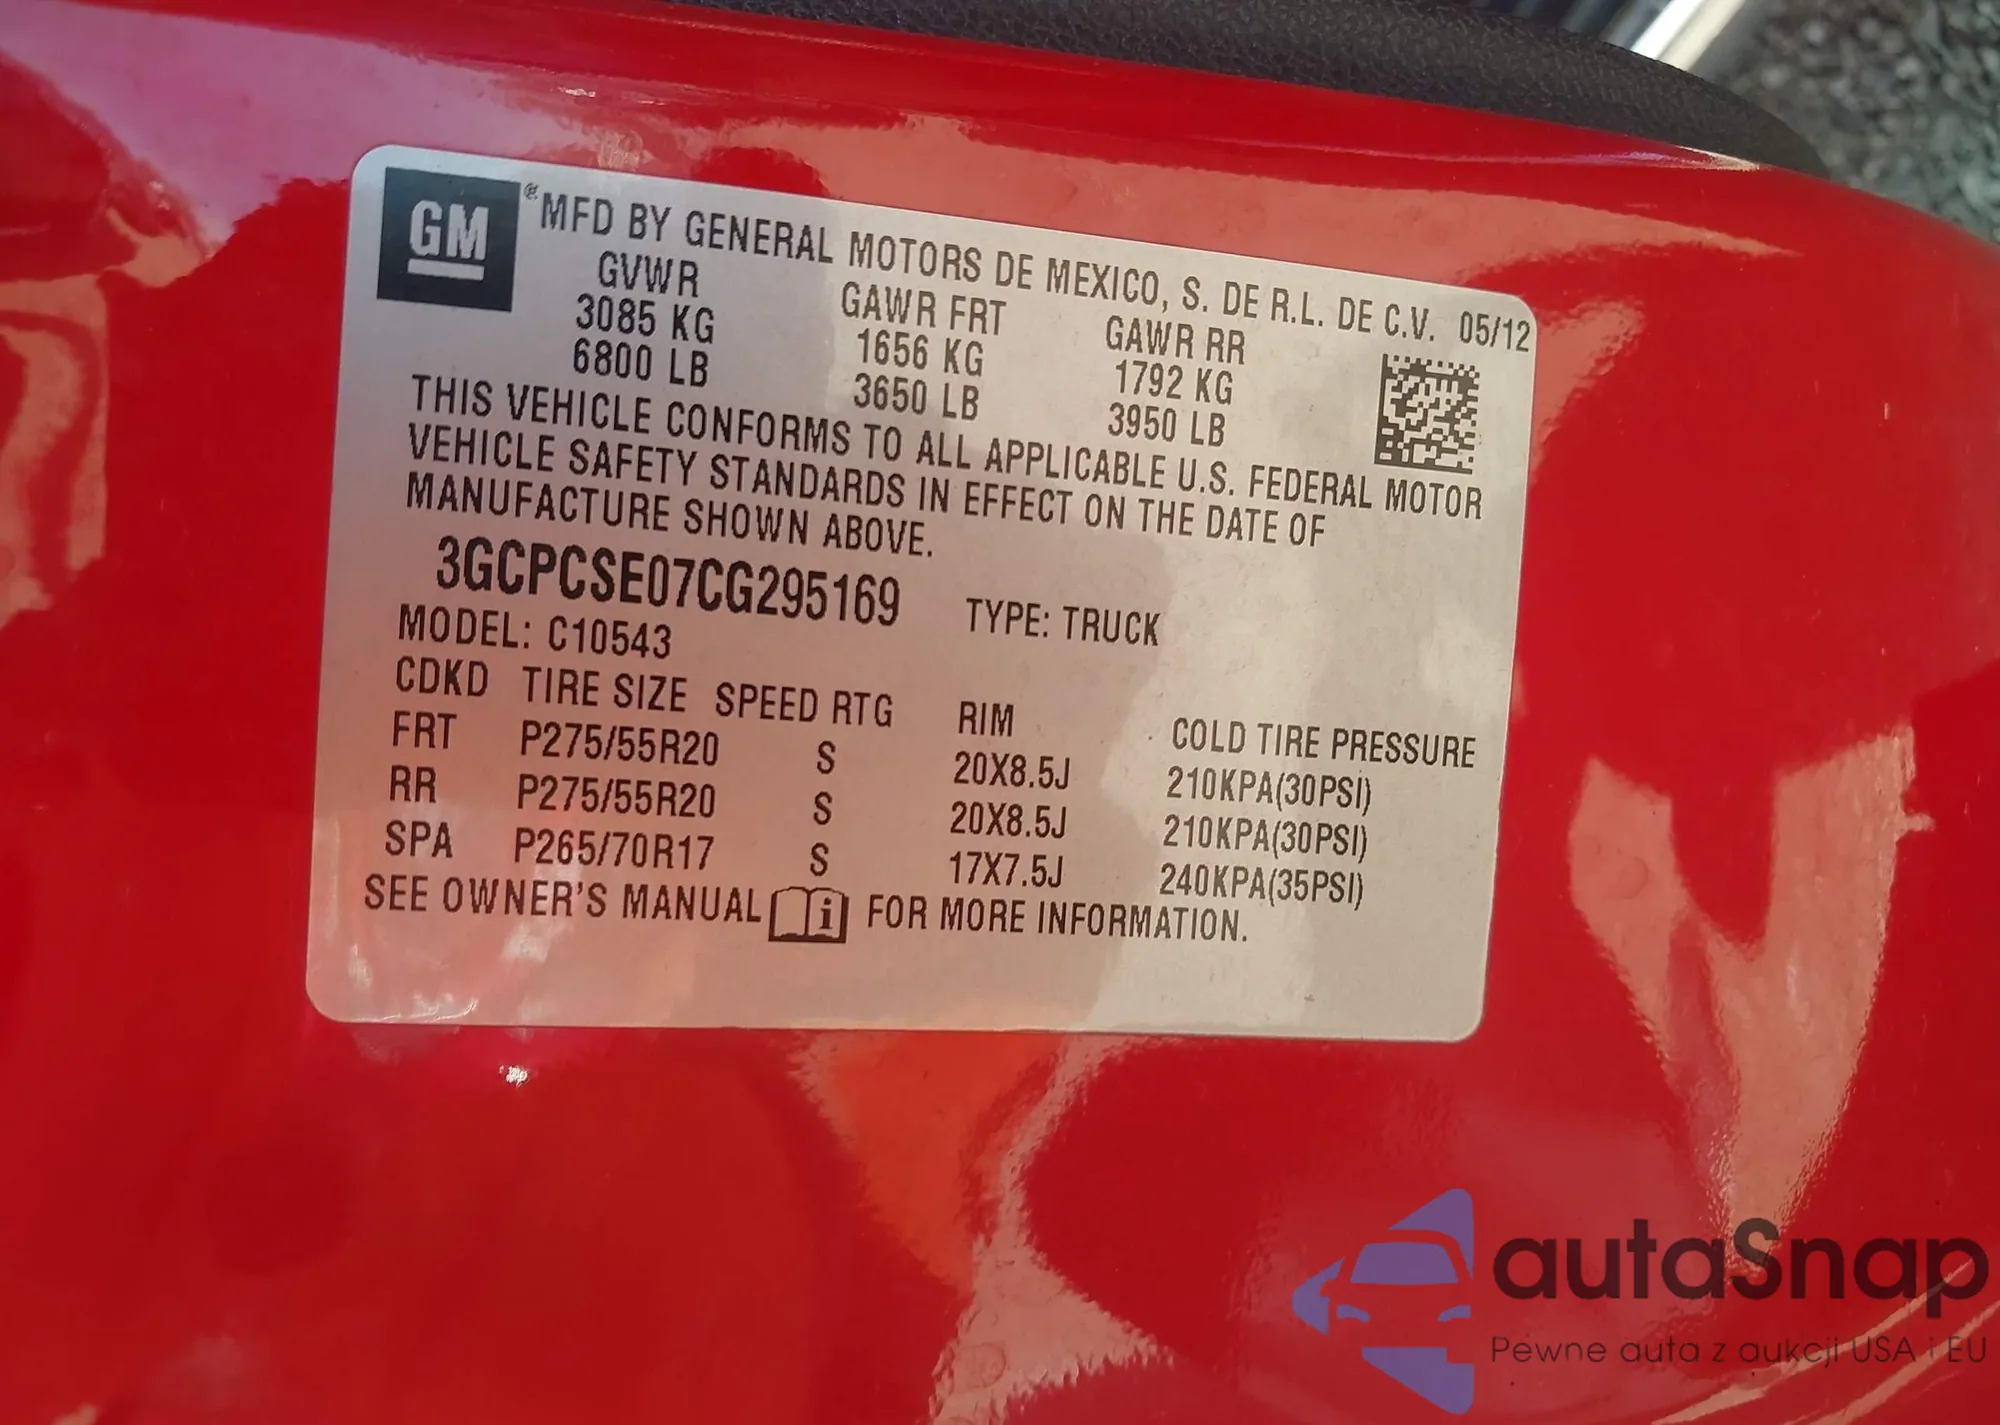 GM ® MFD BY GENERAL MOTORS DE MEXICO, S. DE R.L. DE C.V. 05/12
GVWR GAWR FRT GAWR RR
3085 KG 1656 KG 1792 KG
6800 LB 3650 LB 3950 LB
THIS VEHICLE CONFORMS TO ALL APPLICABLE U.S. FEDERAL MOTOR
VEHICLE SAFETY STANDARDS IN EFFECT ON THE DATE OF
MANUFACTURE SHOWN ABOVE.
3GCPCSE07CG295169 TYPE: TRUCK
MODEL: C10543
CDKD TIRE SIZE SPEED RTG RIM COLD TIRE PRESSURE
FRT P275/55R20 S 20X8.5J 210KPA(30PSI)
RR P275/55R20 S 20X8.5J 210KPA(30PSI)
SPA P265/70R17 S 17X7.5J 240KPA(35PSI)
SEE OWNER'S MANUAL i FOR MORE INFORMATION.
autaSnap
Pewne auta z aukcji USA i EU